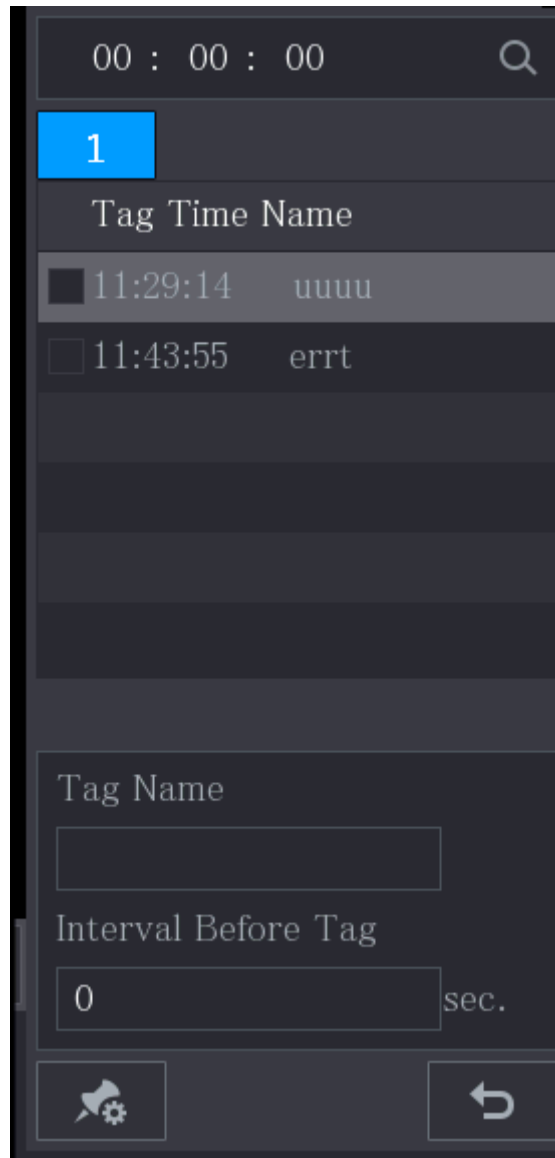 00 : 00 : 00
1
Tag Time Name
11:29:14 uuuu
11:43:55 errt
Tag Name
Interval Before Tag
0 sec.